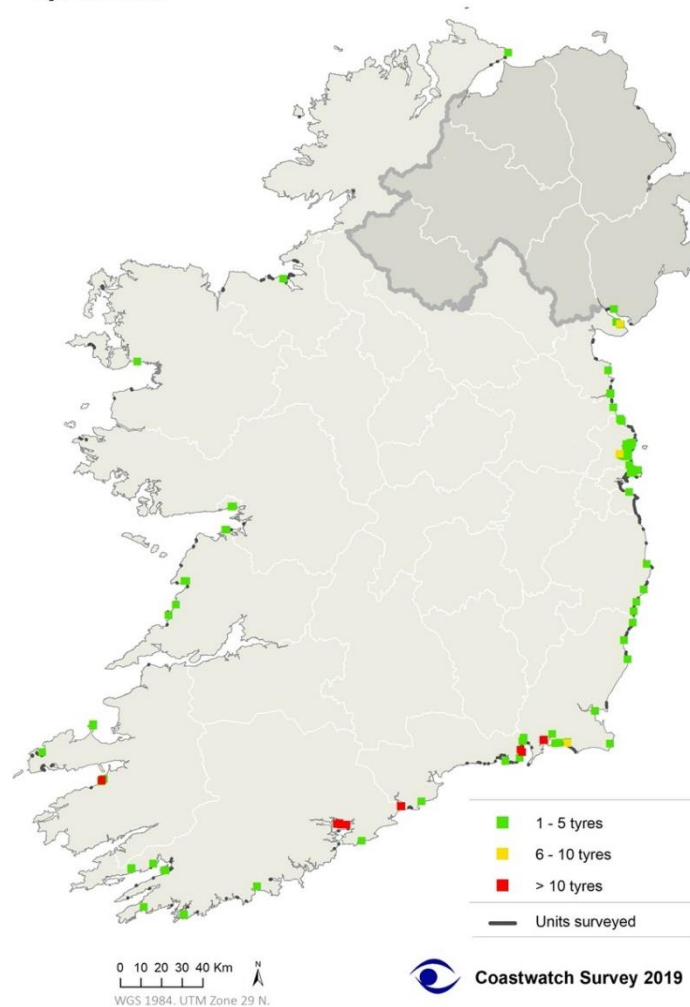 1 - 5 tyres
6 - 10 tyres
> 10 tyres
Units surveyed
0 10 20 30 40 Km
N
WGS 1984. UTM Zone 29 N.
Coastwatch Survey 2019